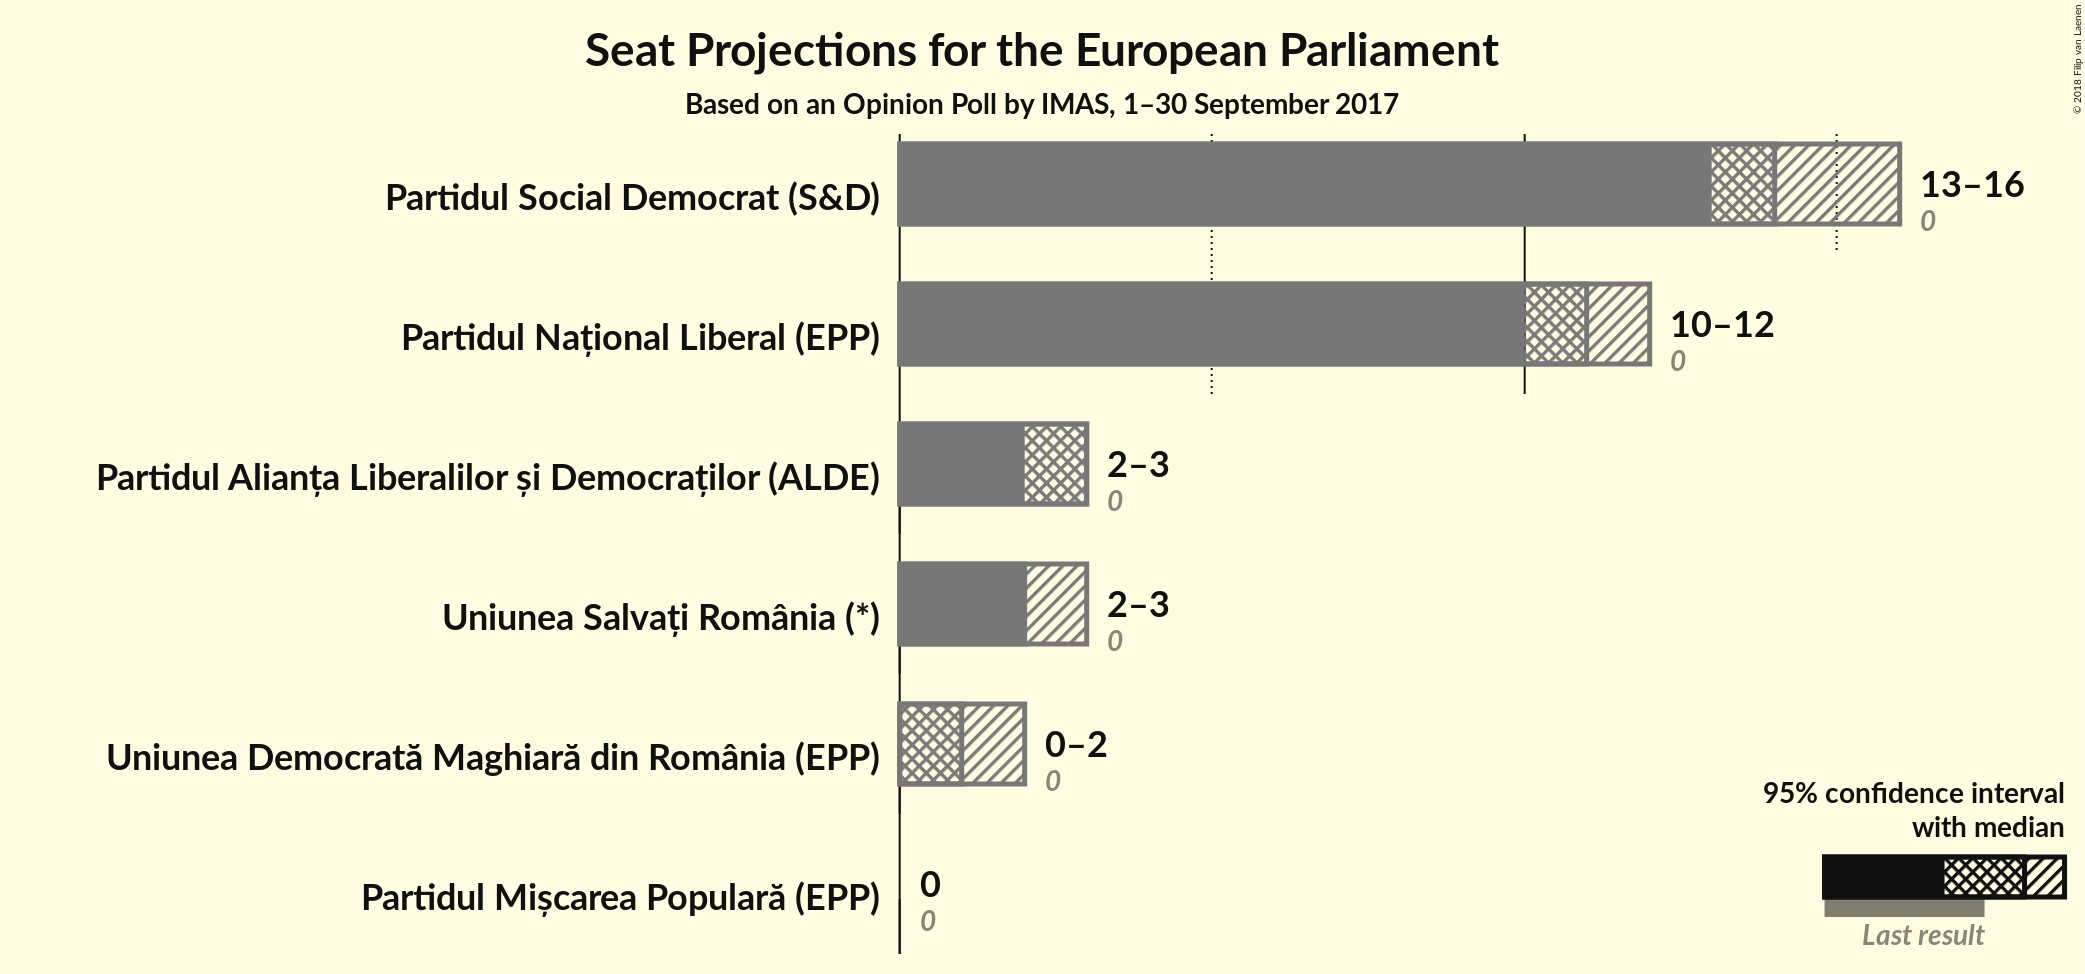 Seat Projections for the European Parliament
Based on an Opinion Poll by IMAS, 1–30 September 2017
© 2018 Filip van Laenen
Partidul Social Democrat (S&D)
13–16
0
Partidul Național Liberal (EPP)
10–12
0
Partidul Alianța Liberalilor și Democraților (ALDE)
2–3
0
Uniunea Salvați România (*)
2–3
0
Uniunea Democrată Maghiară din România (EPP)
0–2
0
Partidul Mișcarea Populară (EPP)
0
0
95% confidence interval
with median
Last result